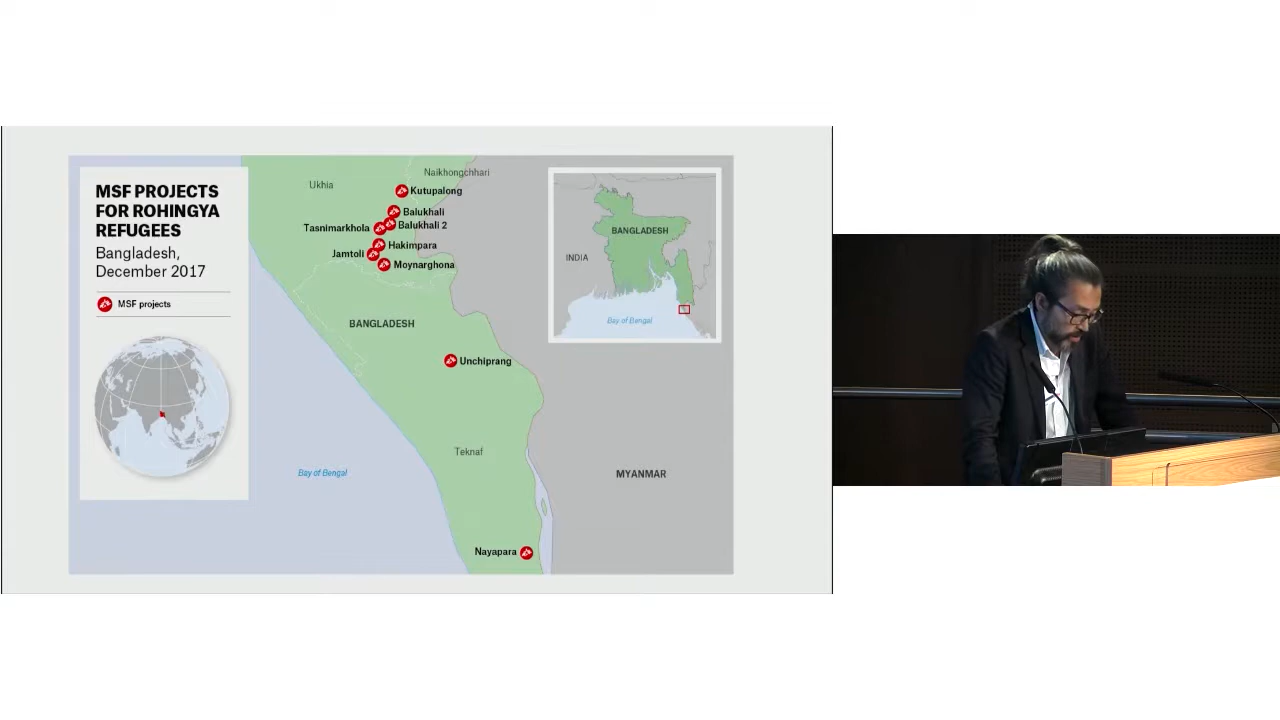 MSF PROJECTS
FOR ROHINGYA
REFUGEES
Bangladesh,
December 2017
MSF projects
Ukhia
Naikhongchhari
Kutupalong
Balukhali
Balukhali 2
Tasnimarkhola
Hakimpara
Jamtoli
Moynarghona
BANGLADESH
Unchiprang
Teknaf
Bay of Bengal
MYANMAR
Nayapara
BANGLADESH
INDIA
Bay of Bengal